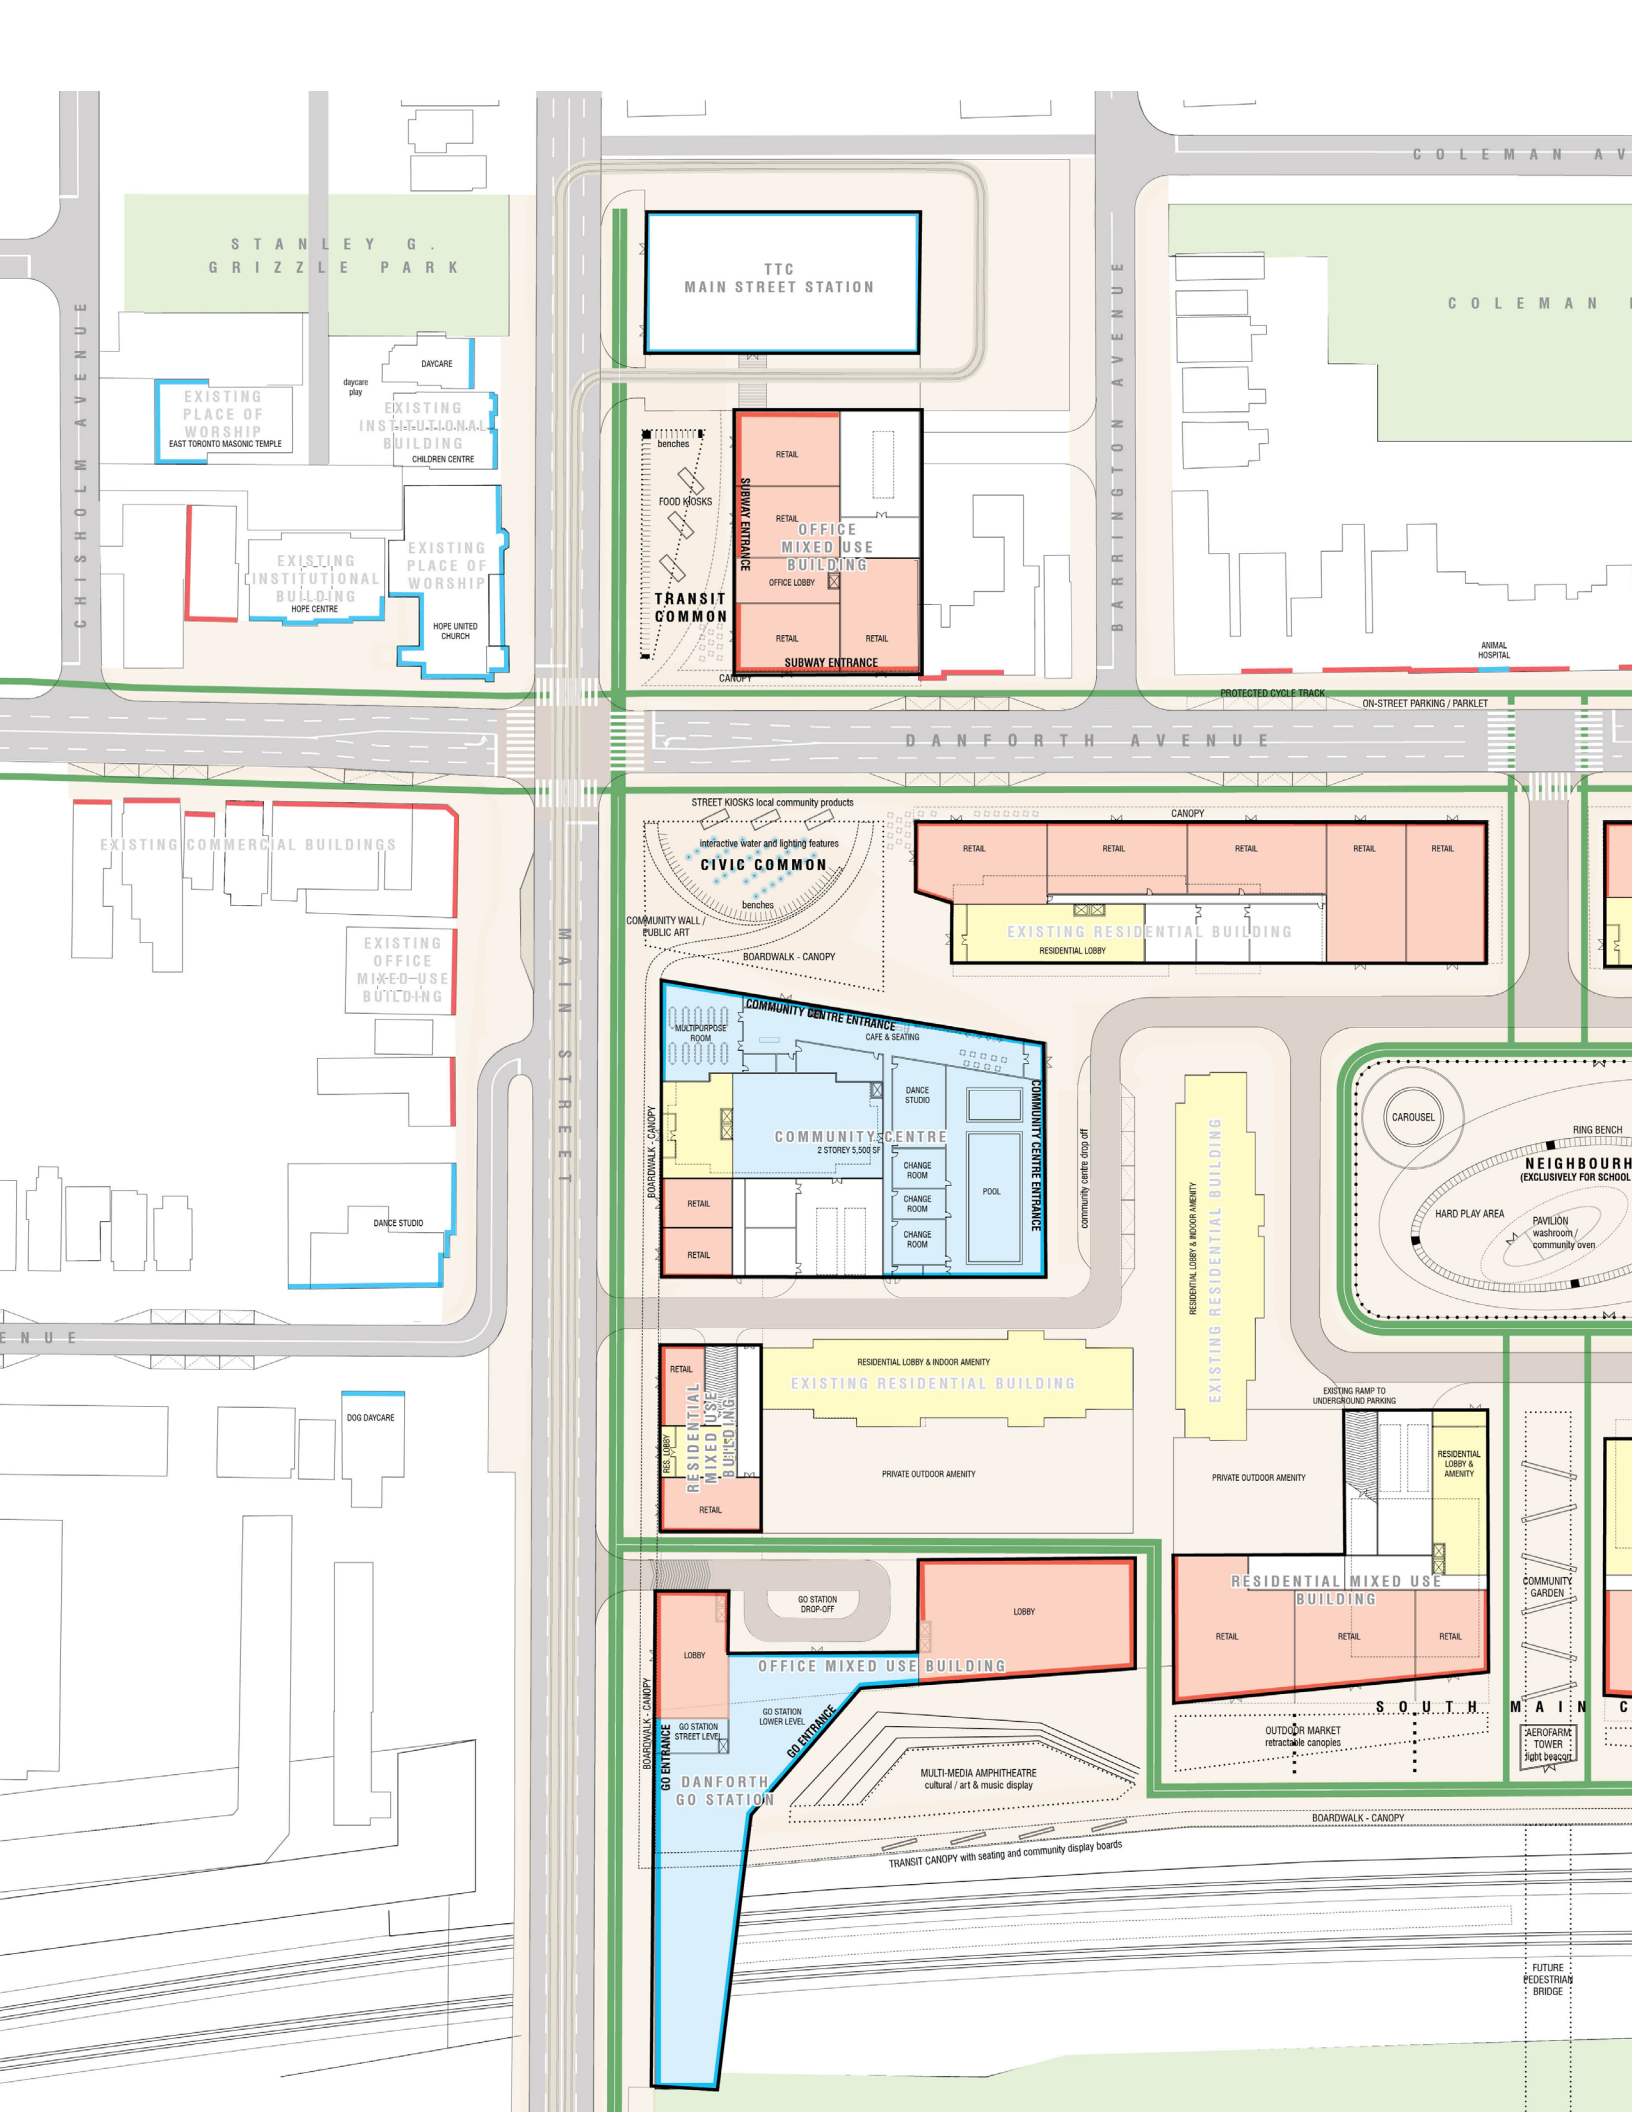 COLEMAN AV
STANLEY G.
GRIZZLE PARK
TTC
MAIN STREET STATION
COLEMAN
CHISHOLM AVENUE
BARRINGTON AVENUE
DAYCARE
daycare
play
EXISTING
PLACE OF
WORSHIP
EAST TORONTO MASONIC TEMPLE
EXISTING
INSTITUTIONAL
BUILDING
CHILDREN CENTRE
benches
FOOD KIOSKS
RETAIL
SUBWAY ENTRANCE
RETAIL
OFFICE
MIXED USE
BUILDING
OFFICE LOBBY
TRANSIT
COMMON
RETAIL
RETAIL
SUBWAY ENTRANCE
CANOPY
EXISTING
INSTITUTIONAL
BUILDING
HOPE CENTRE
EXISTING
PLACE OF
WORSHIP
HOPE UNITED
CHURCH
ANIMAL
HOSPITAL
PROTECTED CYCLE TRACK
ON-STREET PARKING / PARKLET
DANFORTH AVENUE
STREET KIOSKS local community products
interactive water and lighting features
CIVIC COMMON
benches
COMMUNITY WALL /
PUBLIC ART
BOARDWALK - CANOPY
CANOPY
RETAIL
RETAIL
RETAIL
RETAIL
RETAIL
EXISTING RESIDENTIAL BUILDING
RESIDENTIAL LOBBY
EXISTING COMMERCIAL BUILDINGS
EXISTING
OFFICE
MIXED USE
BUILDING
MAIN STREET
COMMUNITY CENTRE ENTRANCE
MULTIPURPOSE
ROOM
CAFE & SEATING
DANCE
STUDIO
COMMUNITY CENTRE
2 STOREY 5,500 SF
CHANGE
ROOM
CHANGE
ROOM
CHANGE
ROOM
POOL
COMMUNITY CENTRE ENTRANCE
community centre drop off
BOARDWALK - CANOPY
RETAIL
RETAIL
DANCE STUDIO
RESIDENTIAL LOBBY & INDOOR AMENITY
EXISTING RESIDENTIAL BUILDING
CAROUSEL
RING BENCH
NEIGHBOURH
(EXCLUSIVELY FOR SCHOOL
HARD PLAY AREA
PAVILION
washroom /
community oven
ENUE
DOG DAYCARE
RETAIL
RESIDENTIAL
MIXED USE
BUILDING
RES. LOBBY
RETAIL
RESIDENTIAL LOBBY & INDOOR AMENITY
EXISTING RESIDENTIAL BUILDING
PRIVATE OUTDOOR AMENITY
PRIVATE OUTDOOR AMENITY
EXISTING RAMP TO
UNDERGROUND PARKING
RESIDENTIAL
LOBBY &
AMENITY
RESIDENTIAL MIXED USE
BUILDING
RETAIL
RETAIL
RETAIL
COMMUNITY
GARDEN
GO STATION
DROP-OFF
LOBBY
LOBBY
OFFICE MIXED USE BUILDING
GO STATION
LOWER LEVEL
GO STATION
STREET LEVEL
GO ENTRANCE
GO ENTRANCE
BOARDWALK - CANOPY
DANFORTH
GO STATION
MULTI-MEDIA AMPHITHEATRE
cultural / art & music display
SOUTH MAIN C
OUTDOOR MARKET
retractable canopies
AEROFARM
TOWER
light beacon
BOARDWALK - CANOPY
TRANSIT CANOPY with seating and community display boards
FUTURE
PEDESTRIAN
BRIDGE